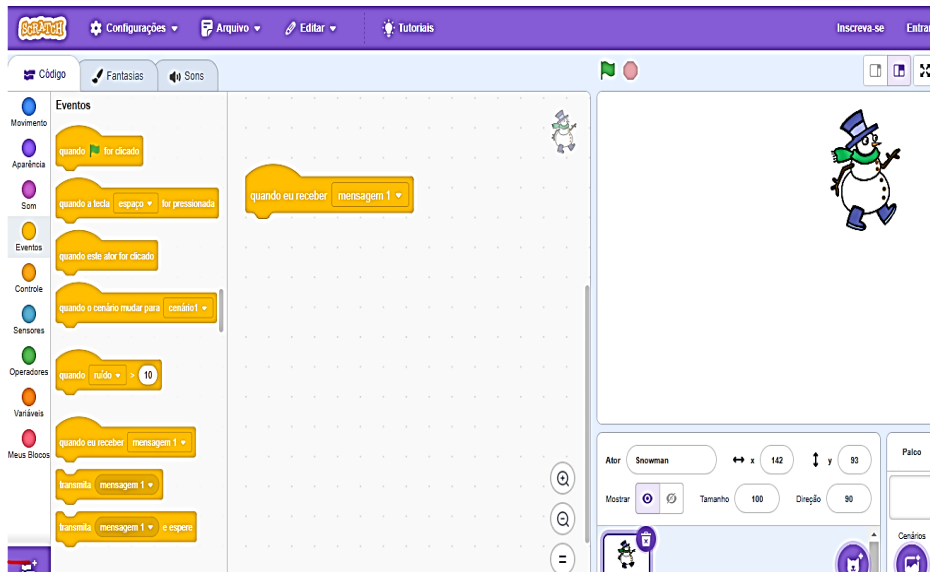 SCRATCH Configurações Arquivo Editar Tutoriais Inscreva-se Entrar
Código Fantasias Sons
Eventos
Movimento
Aparência
Som
Eventos
Controle
Sensores
Operadores
Variáveis
Meus Blocos
quando for clicado
quando a tecla espaço for pressionada
quando este ator for clicado
quando o cenário mudar para cenário1
quando ruído > 10
quando eu receber mensagem 1
transmita mensagem 1
transmita mensagem 1 e espere
quando eu receber mensagem 1
Ator Snowman x 142 y 93
Mostrar Tamanho 100 Direção 90
Palco
Cenários